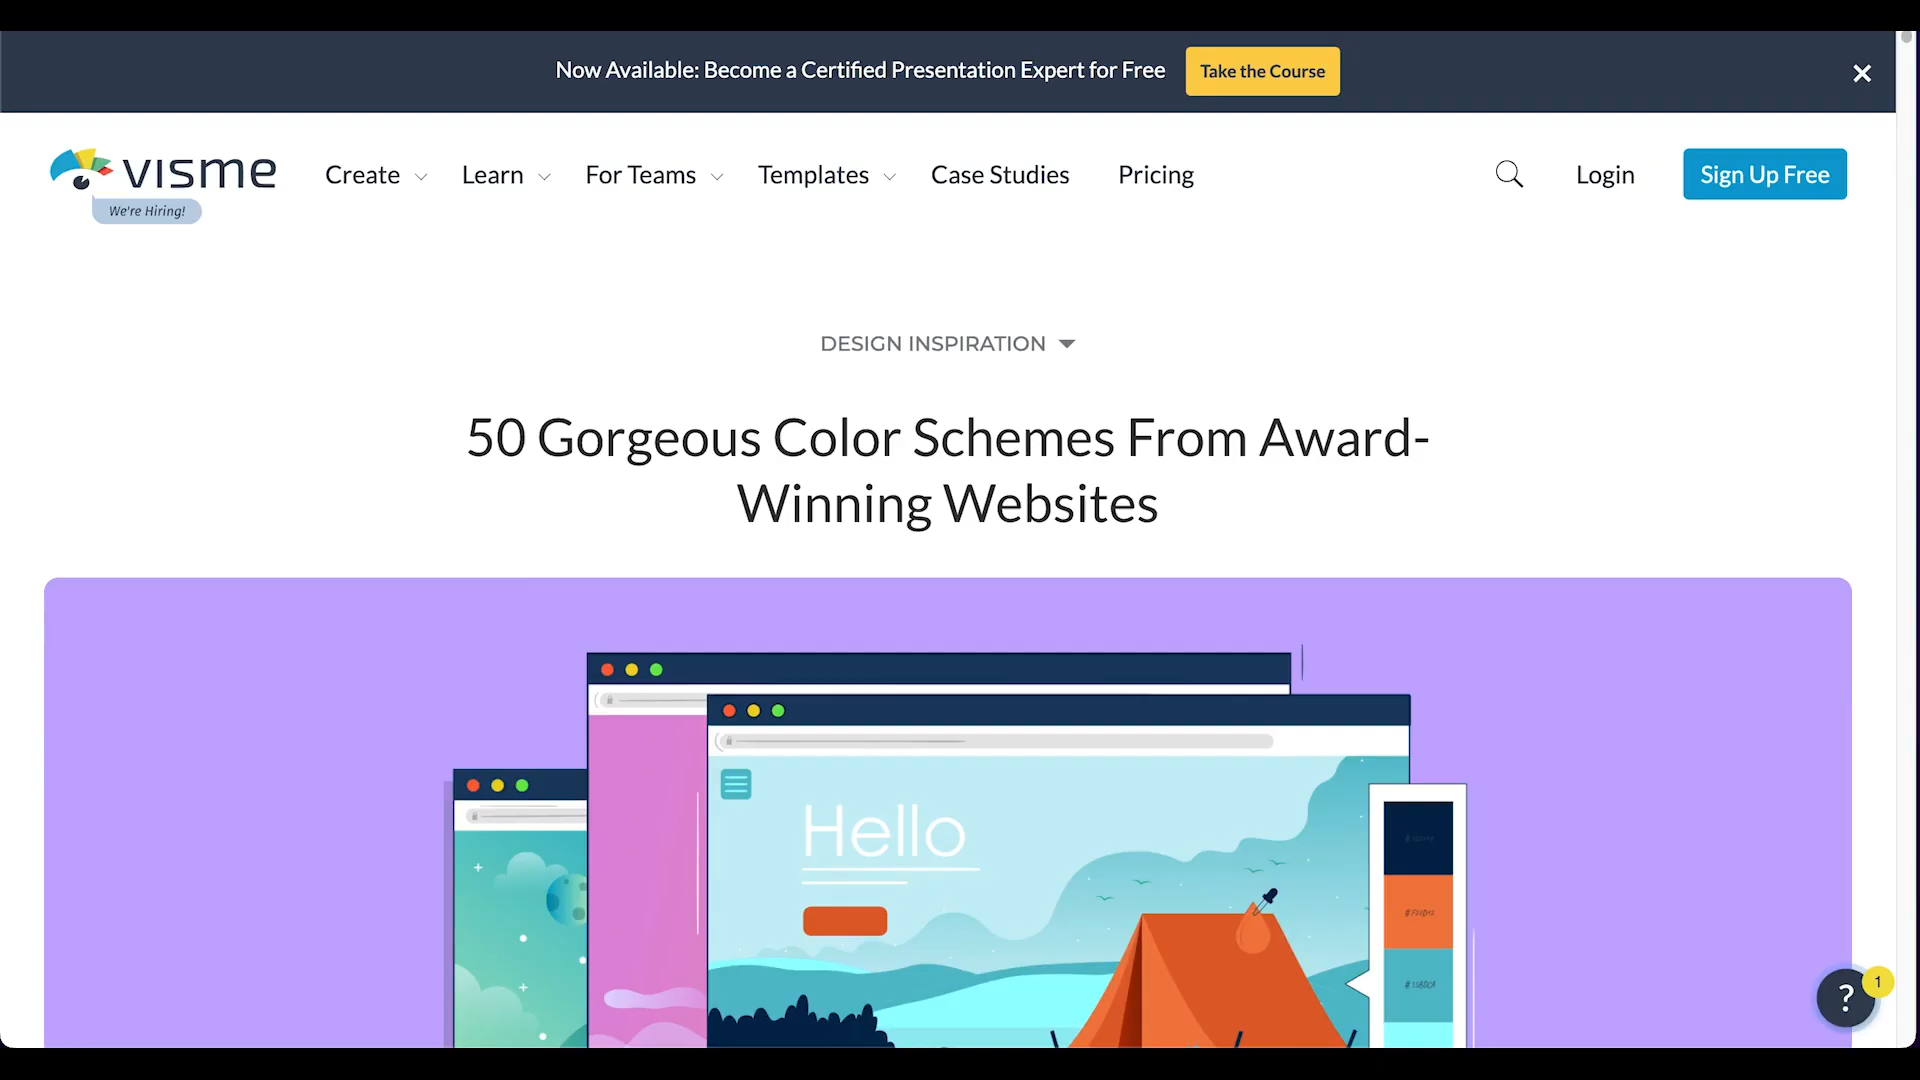 Now Available: Become a Certified Presentation Expert for Free
Take the Course
visme
We're Hiring!
Create
Learn
For Teams
Templates
Case Studies
Pricing
Login
Sign Up Free
DESIGN INSPIRATION
50 Gorgeous Color Schemes From Award-
Winning Websites
Hello
?
1